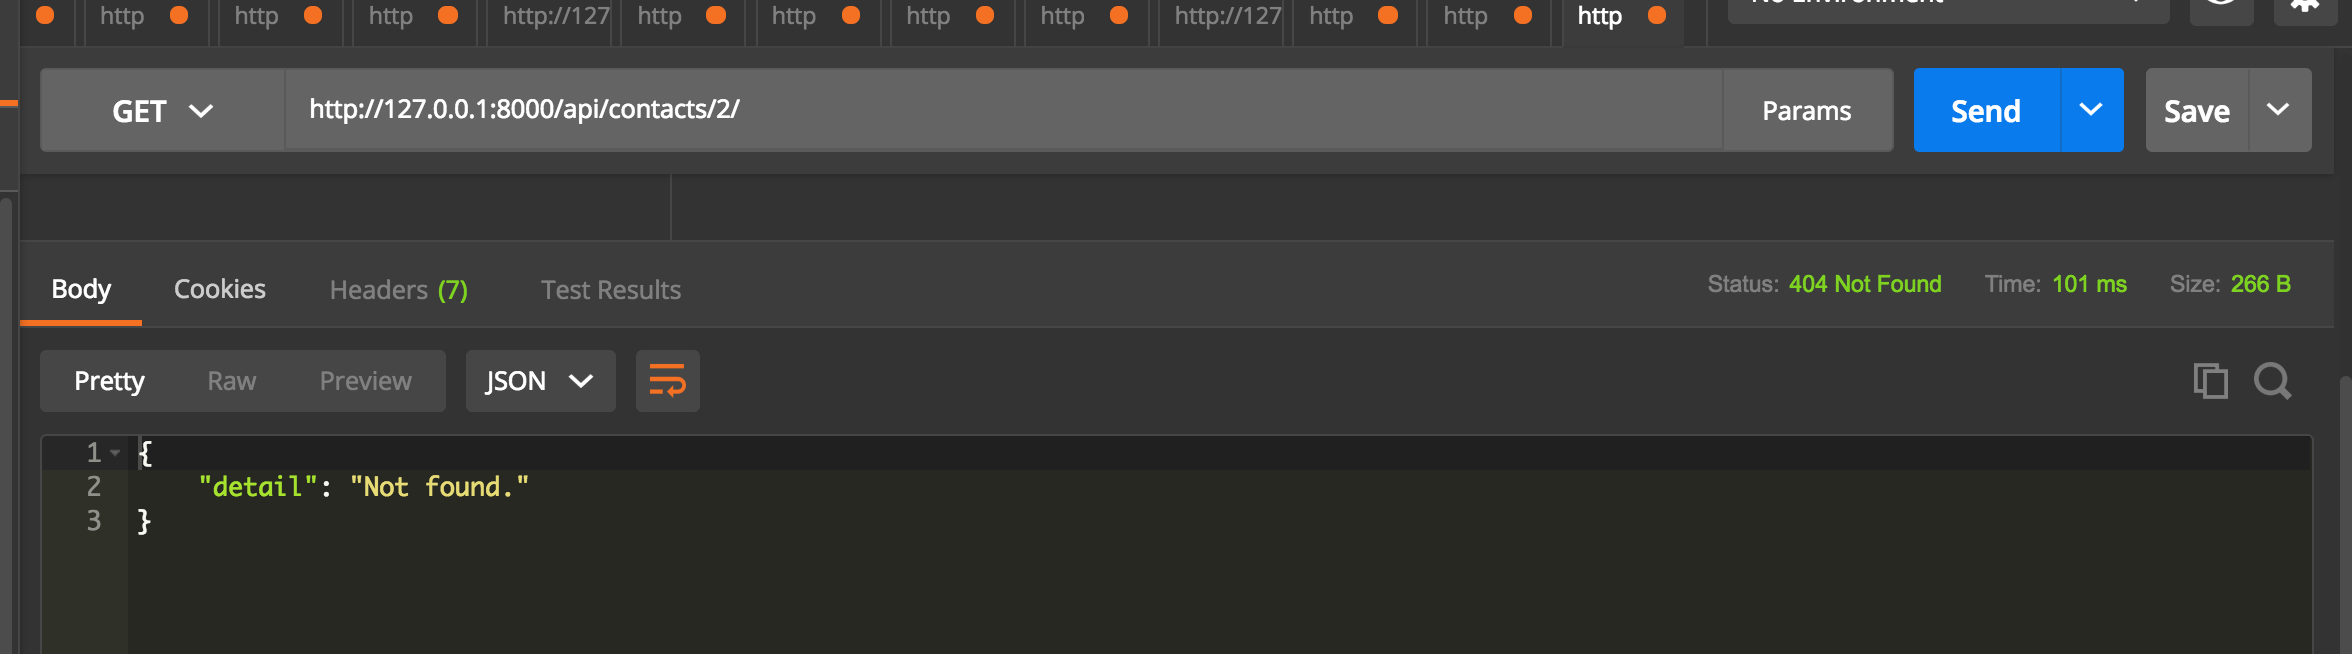 http http http http://127 http http http http http://127 http http http No Environment
GET http://127.0.0.1:8000/api/contacts/2/ Params Send Save
Body Cookies Headers (7) Test Results Status: 404 Not Found Time: 101 ms Size: 266 B
Pretty Raw Preview JSON
1 {
2 "detail": "Not found."
3 }